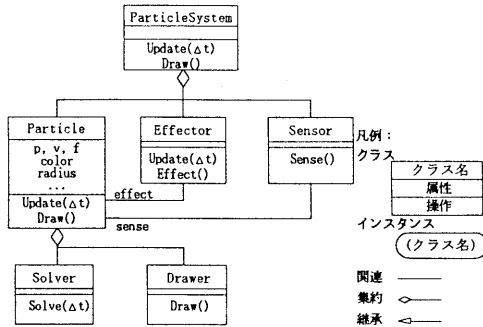 ParticleSystem
Update(Δt)
Draw()
Particle
p, v, f
color
radius
...
Update(Δt)
Draw()
Effector
Update(Δt)
Effect()
Sensor
Sense()
effect
sense
Solver
Solve(Δt)
Drawer
Draw()
凡例：
クラス
クラス名
属性
操作
インスタンス
(クラス名)
関連
集約
継承